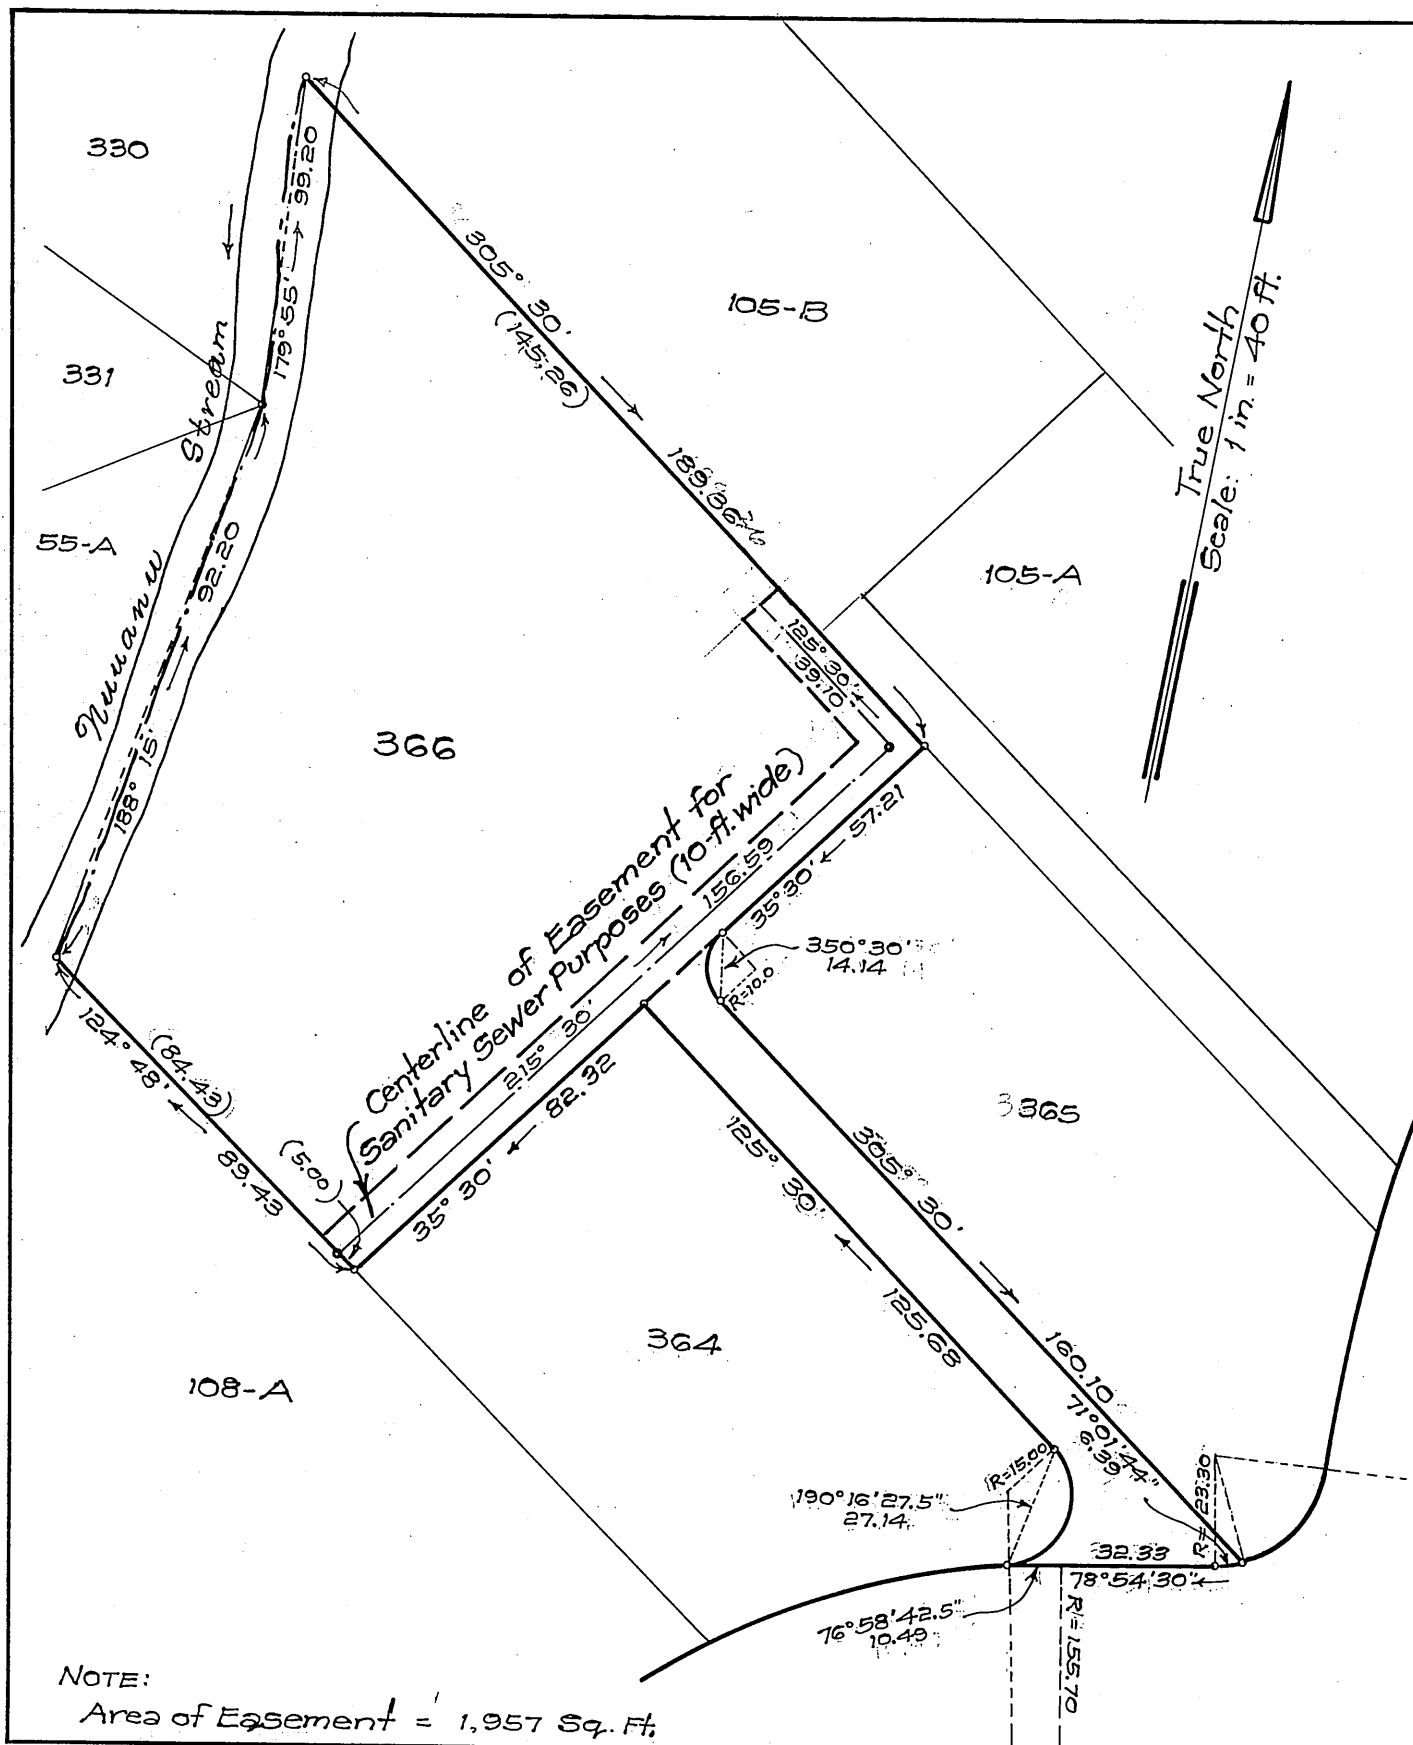 330
99.20
179°55'
305° 30'
(145.26)
105-B
331
Nuuanu Stream
True North
Scale: 1 in. = 40 ft.
189.36
55-A
92.20
105-A
125° 30'
39.10
188° 15'
366
Centerline of Easement for
Sanitary Sewer Purposes (10-ft. wide)
156.59
215° 30'
57.21
35°30'
350°30'
14.14
R=10.0
124° 48'
(84.43)
89.43
(5.00)
82.32
35° 30'
365
125° 30'
125.68
305° 30'
160.10
364
108-A
71°01'44"
6.39
R=15.00
190°16'27.5"
27.14
R=23.30
32.33
78°54'30"
76°58'42.5"
10.49
R=155.70
NOTE:
Area of Easement = 1,957 Sq. Ft.